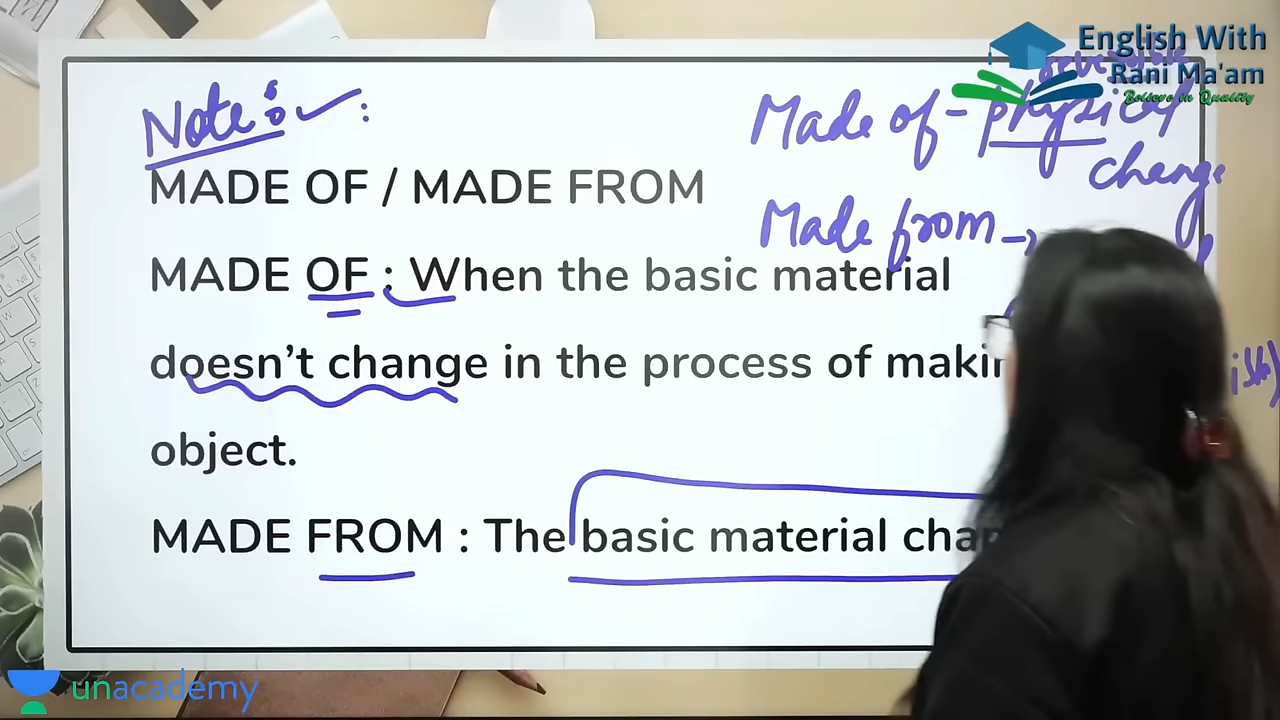 English With
Rani Ma'am
Believe in Quality
Note :
Made of - physical
change
MADE OF / MADE FROM
Made from →
MADE OF : When the basic material
doesn't change in the process of
object.
MADE FROM : The basic material
unacademy